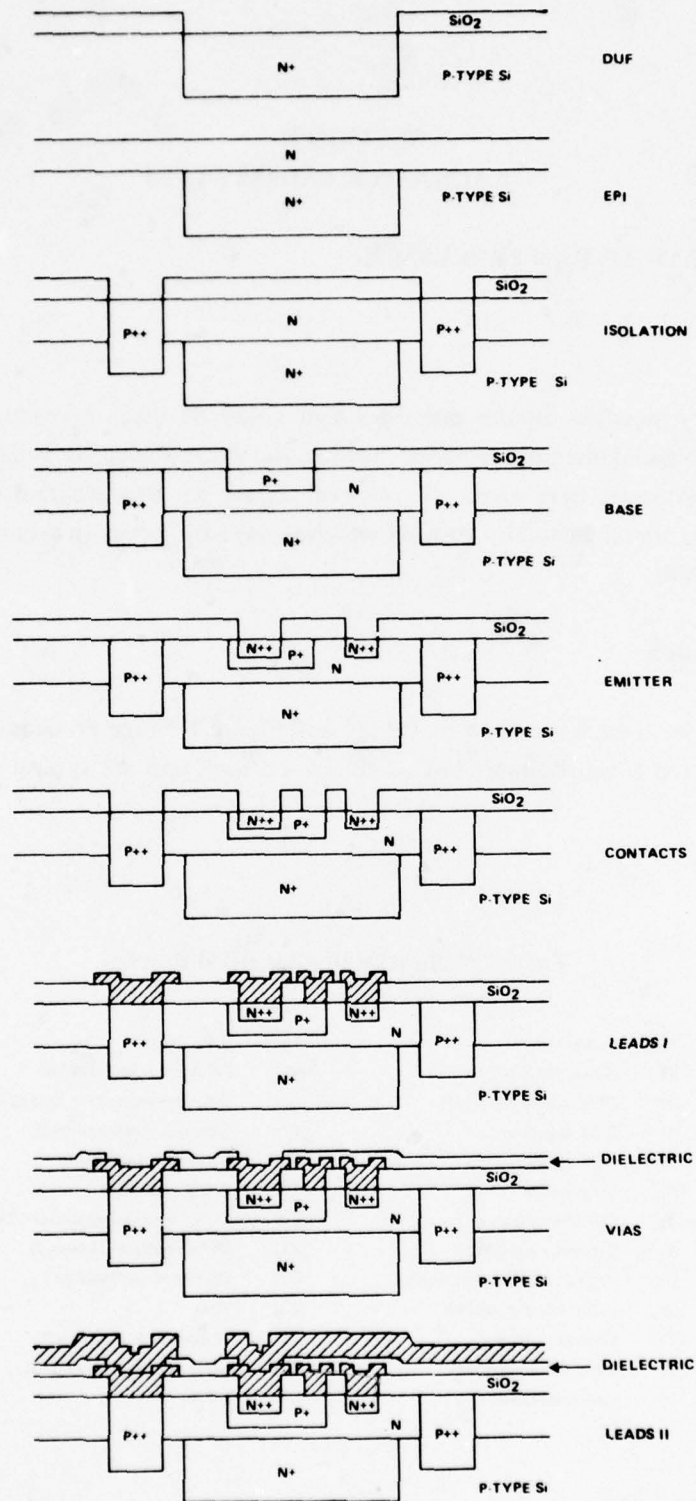 SiO2
N+
P-TYPE Si
DUF
N
N+
P-TYPE Si
EPI
SiO2
P++
N
P++
ISOLATION
N+
P-TYPE Si
SiO2
P+
N
P++
P++
BASE
N+
P-TYPE Si
SiO2
N++
N++
P+
N
P++
P++
EMITTER
N+
P-TYPE Si
SiO2
N++
P+
N++
P++
N
P++
CONTACTS
N+
P-TYPE Si
SiO2
N++
P+
N++
P++
N
P++
LEADS I
N+
P-TYPE Si
DIELECTRIC
SiO2
N++
P+
N++
P++
N
P++
VIAS
N+
P-TYPE Si
DIELECTRIC
SiO2
N++
P+
N++
P++
N
P++
LEADS II
N+
P-TYPE Si